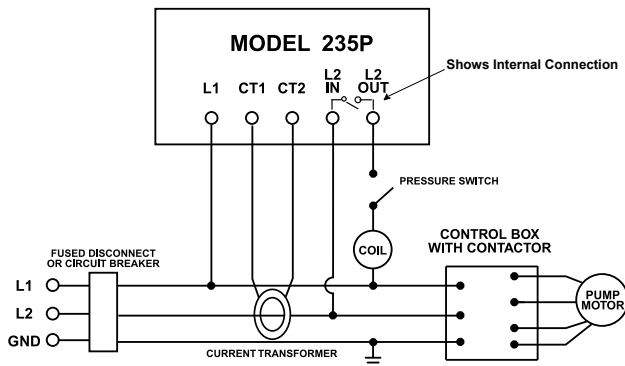 MODEL 235P
L1
CT1
CT2
L2
IN
L2
OUT
Shows Internal Connection
PRESSURE SWITCH
COIL
CONTROL BOX
WITH CONTACTOR
FUSED DISCONNECT
OR CIRCUIT BREAKER
L1
L2
GND
PUMP
MOTOR
CURRENT TRANSFORMER